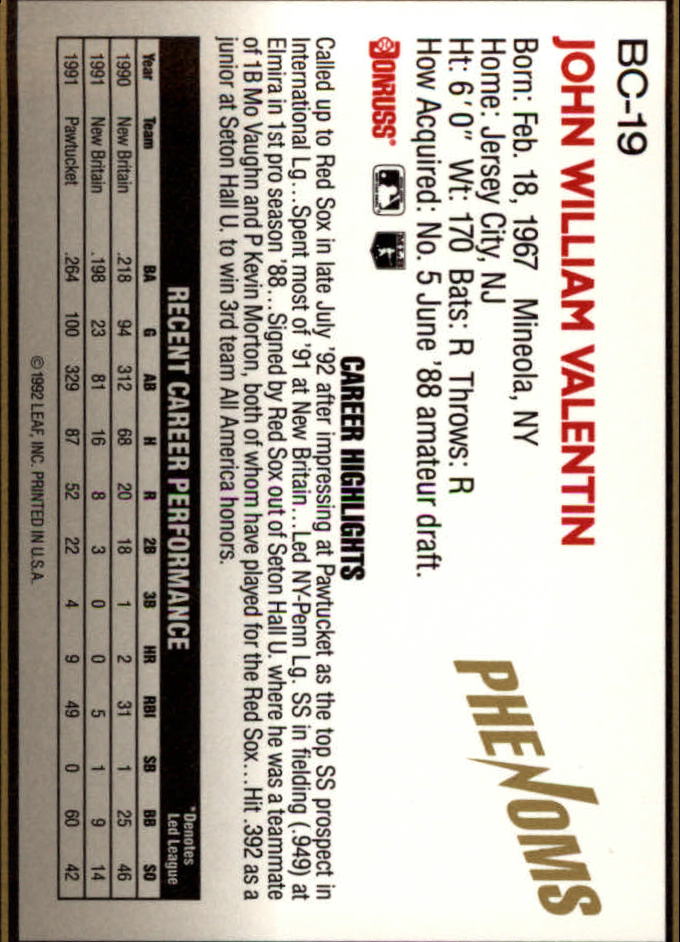 BC-19
JOHN WILLIAM VALENTIN
Born: Feb. 18, 1967 Mineola, NY
Home: Jersey City, NJ
Ht: 6'0" Wt: 170 Bats: R Throws: R
How Acquired: No. 5 June '88 amateur draft.
PHENOMS
DONRUSS
CAREER HIGHLIGHTS
Called up to Red Sox in late July '92 after impressing at Pawtucket as the top SS prospect in
International Lg...Spent most of '91 at New Britain...Led NY-Penn Lg. SS in fielding (.949) at
Elmira in 1st pro season '88...Signed by Red Sox out of Seton Hall U. where he was a teammate
of 1B Mo Vaughn and P Kevin Morton, both of whom have played for the Red Sox...Hit .392 as a
junior at Seton Hall U. to win 3rd team All America honors.
RECENT CAREER PERFORMANCE
*Denotes
Led League
Year Team BA G AB H R 2B 3B HR RBI SB BB SO
1990 New Britain .218 94 312 68 20 18 1 2 31 1 25 46
1991 New Britain .198 23 81 16 8 3 0 0 5 1 9 14
1991 Pawtucket .264 100 329 87 52 22 4 9 49 0 60 42
© 1992 LEAF, INC. PRINTED IN U.S.A.